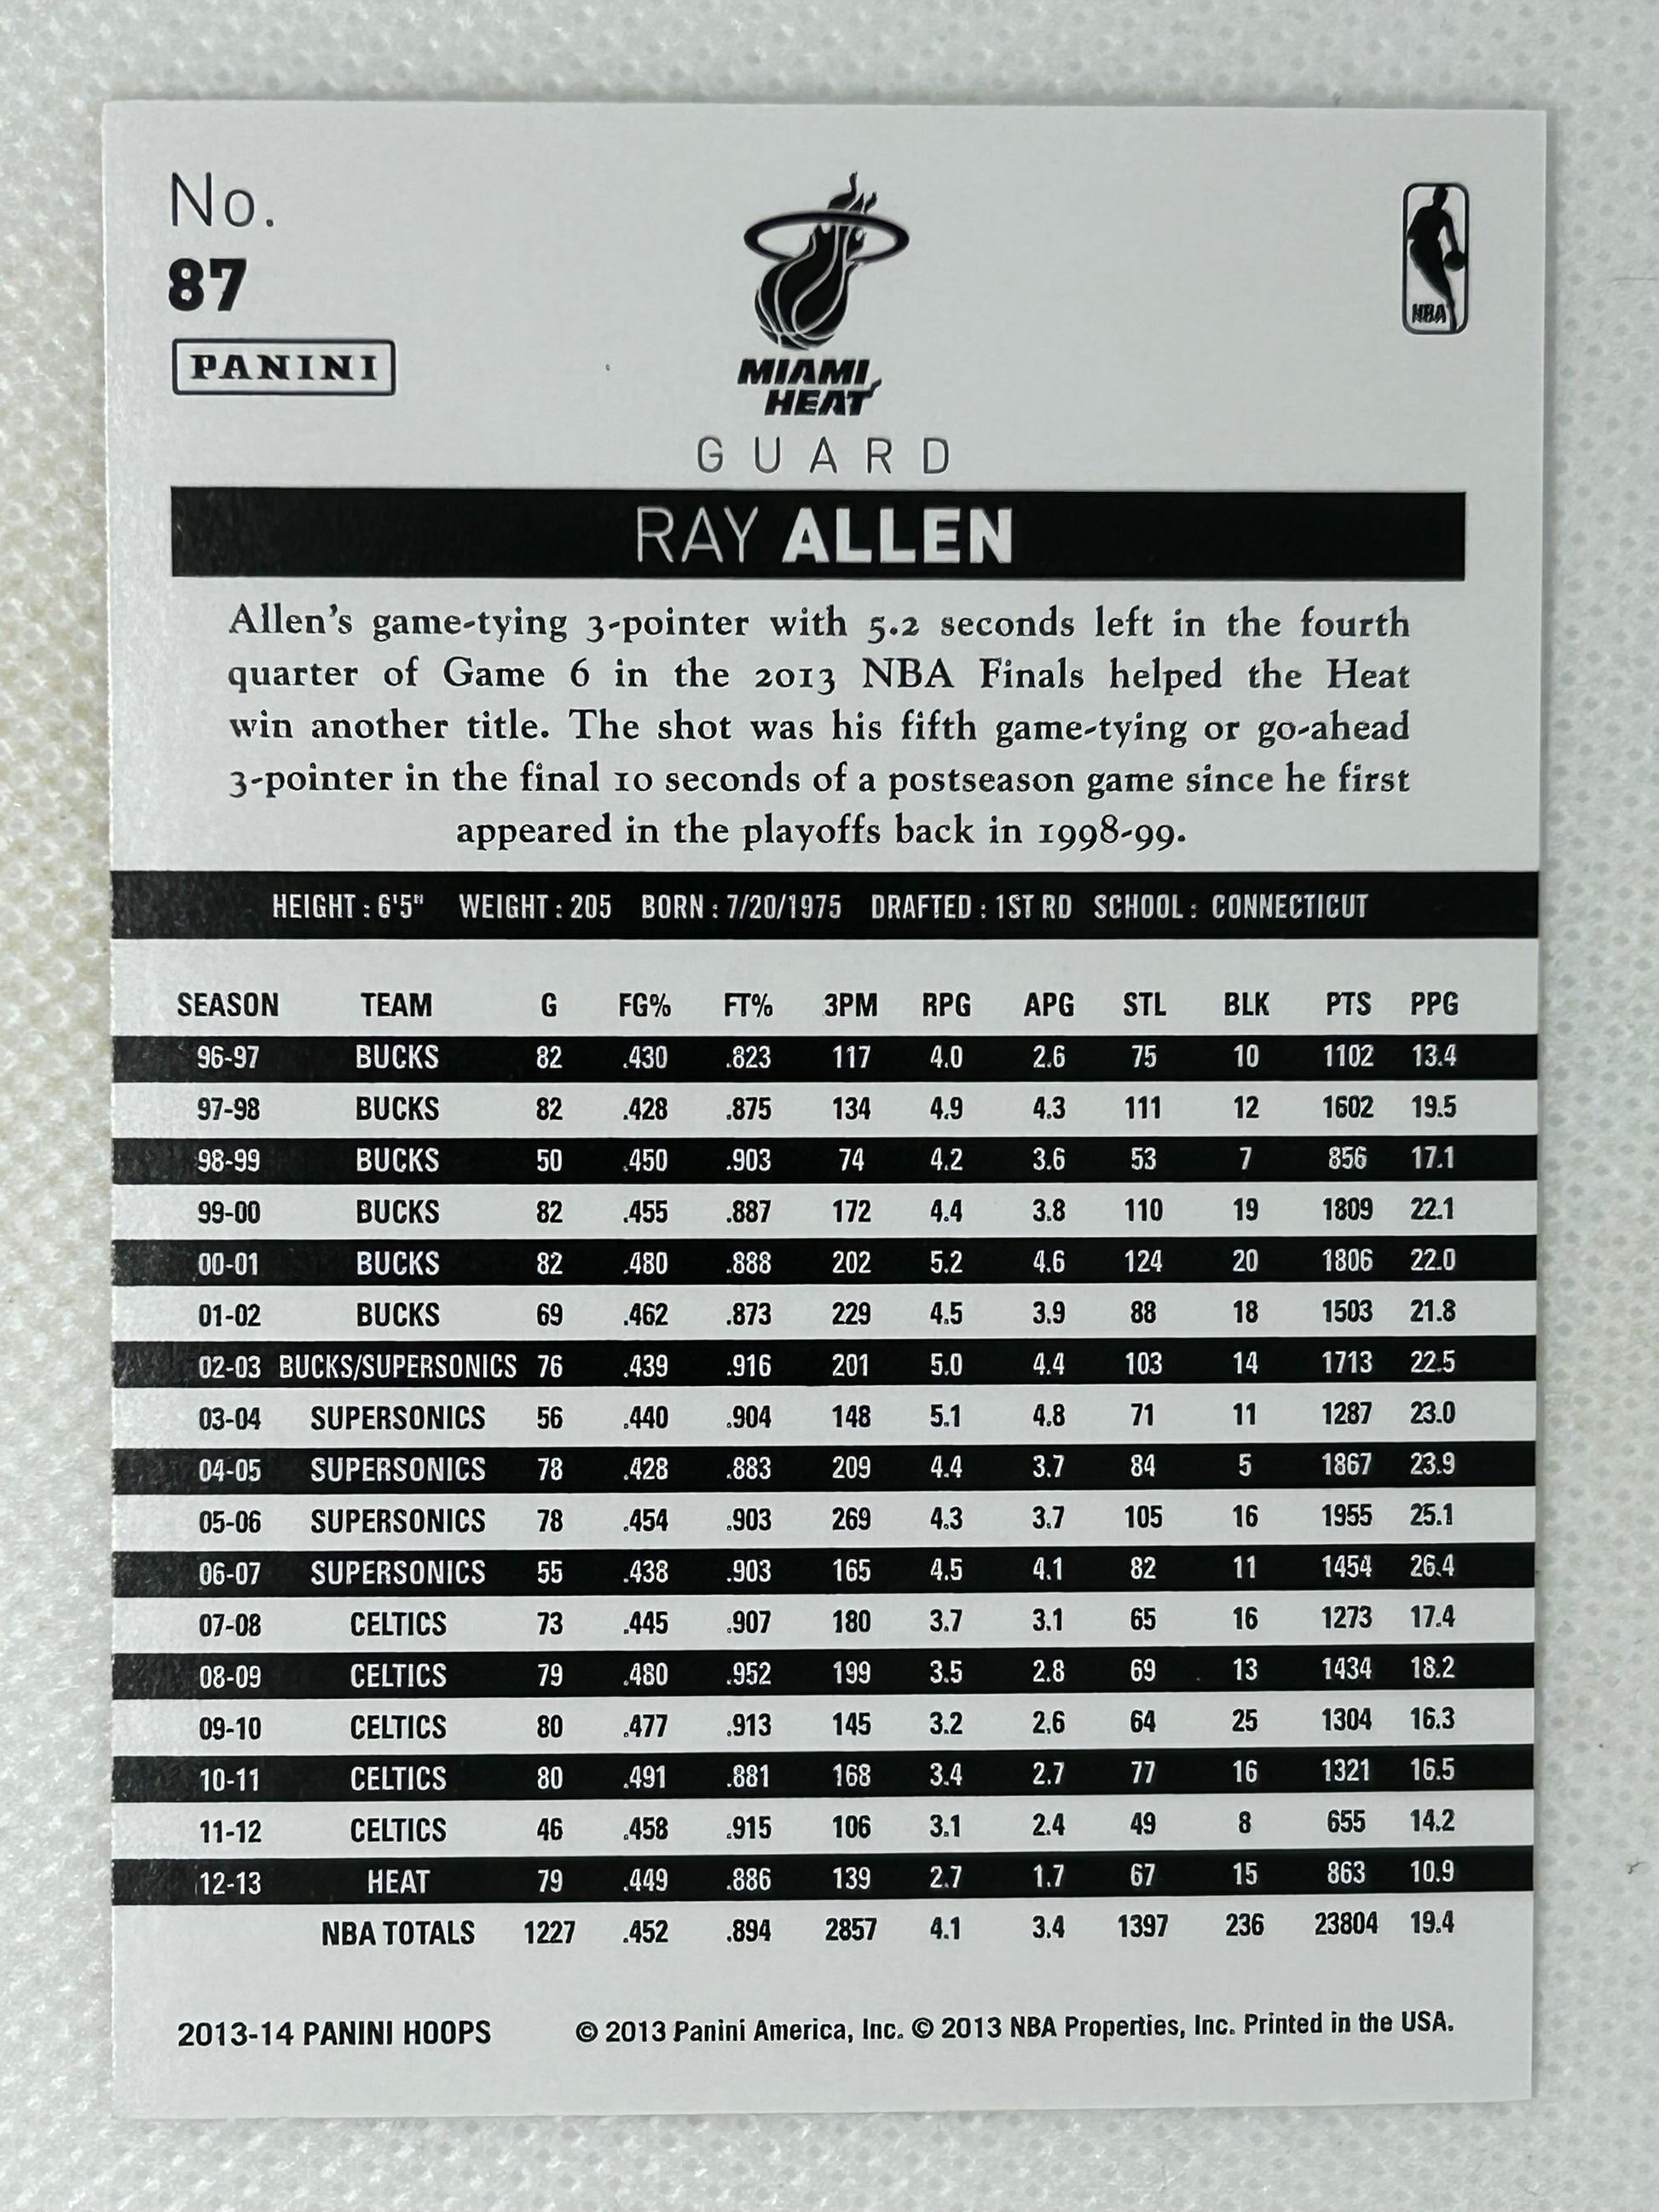 No.
87
PANINI
MIAMI
HEAT
NBA
GUARD
RAY ALLEN
Allen's game-tying 3-pointer with 5.2 seconds left in the fourth
quarter of Game 6 in the 2013 NBA Finals helped the Heat
win another title. The shot was his fifth game-tying or go-ahead
3-pointer in the final 10 seconds of a postseason game since he first
appeared in the playoffs back in 1998-99.
HEIGHT : 6'5" WEIGHT : 205 BORN : 7/20/1975 DRAFTED : 1ST RD SCHOOL : CONNECTICUT
SEASON TEAM G FG% FT% 3PM RPG APG STL BLK PTS PPG
96-97 BUCKS 82 .430 .823 117 4.0 2.6 75 10 1102 13.4
97-98 BUCKS 82 .428 .875 134 4.9 4.3 111 12 1602 19.5
98-99 BUCKS 50 .450 .903 74 4.2 3.6 53 7 856 17.1
99-00 BUCKS 82 .455 .887 172 4.4 3.8 110 19 1809 22.1
00-01 BUCKS 82 .480 .888 202 5.2 4.6 124 20 1806 22.0
01-02 BUCKS 69 .462 .873 229 4.5 3.9 88 18 1503 21.8
02-03 BUCKS/SUPERSONICS 76 .439 .916 201 5.0 4.4 103 14 1713 22.5
03-04 SUPERSONICS 56 .440 .904 148 5.1 4.8 71 11 1287 23.0
04-05 SUPERSONICS 78 .428 .883 209 4.4 3.7 84 5 1867 23.9
05-06 SUPERSONICS 78 .454 .903 269 4.3 3.7 105 16 1955 25.1
06-07 SUPERSONICS 55 .438 .903 165 4.5 4.1 82 11 1454 26.4
07-08 CELTICS 73 .445 .907 180 3.7 3.1 65 16 1273 17.4
08-09 CELTICS 79 .480 .952 199 3.5 2.8 69 13 1434 18.2
09-10 CELTICS 80 .477 .913 145 3.2 2.6 64 25 1304 16.3
10-11 CELTICS 80 .491 .881 168 3.4 2.7 77 16 1321 16.5
11-12 CELTICS 46 .458 .915 106 3.1 2.4 49 8 655 14.2
12-13 HEAT 79 .449 .886 139 2.7 1.7 67 15 863 10.9
NBA TOTALS 1227 .452 .894 2857 4.1 3.4 1397 236 23804 19.4
2013-14 PANINI HOOPS © 2013 Panini America, Inc. © 2013 NBA Properties, Inc. Printed in the USA.